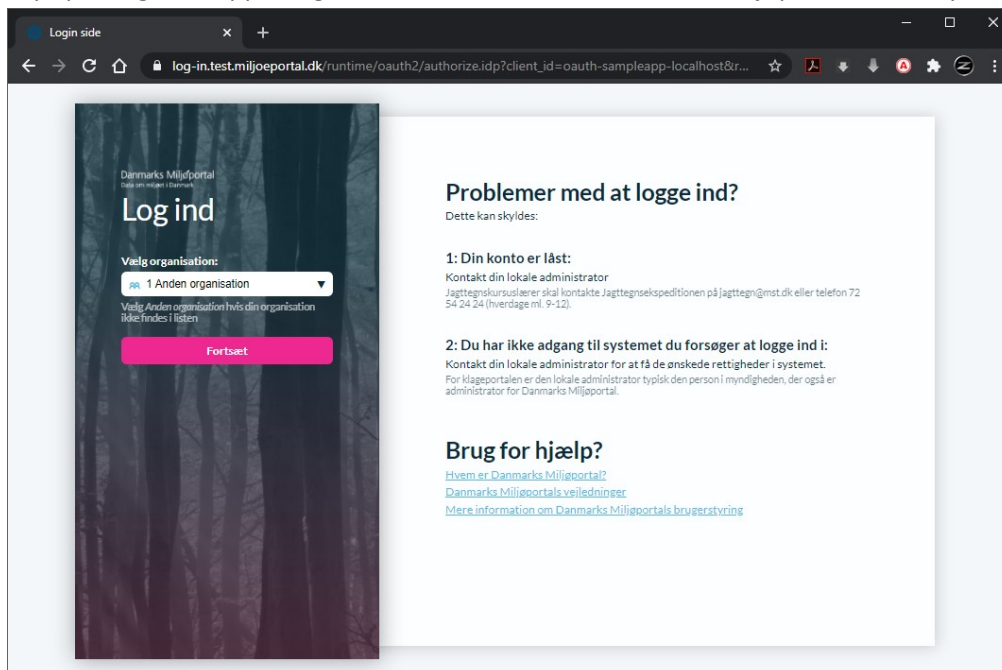 Login side
log-in.test.miljoeportal.dk/runtime/oauth2/authorize.idp?client_id=oauth-sampleapp-localhost&r...
Danmarks Miljøportal
Data om miljøet i Danmark
Log ind
Vælg organisation:
1 Anden organisation
Vælg Anden organisation hvis din organisation
ikke findes i listen
Fortsæt
Problemer med at logge ind?
Dette kan skyldes:
1: Din konto er låst:
Kontakt din lokale administrator
Jagttegnskursuslærer skal kontakte Jagttegnsekspeditionen på jagttegn@mst.dk eller telefon 72
54 24 24 (hverdage ml. 9-12).
2: Du har ikke adgang til systemet du forsøger at logge ind i:
Kontakt din lokale administrator for at få de ønskede rettigheder i systemet.
For klageportalen er den lokale administrator typisk den person i myndigheden, der også er
administrator for Danmarks Miljøportal.
Brug for hjælp?
Hvem er Danmarks Miljøportal?
Danmarks Miljøportals vejledninger
Mere information om Danmarks Miljøportals brugerstyring